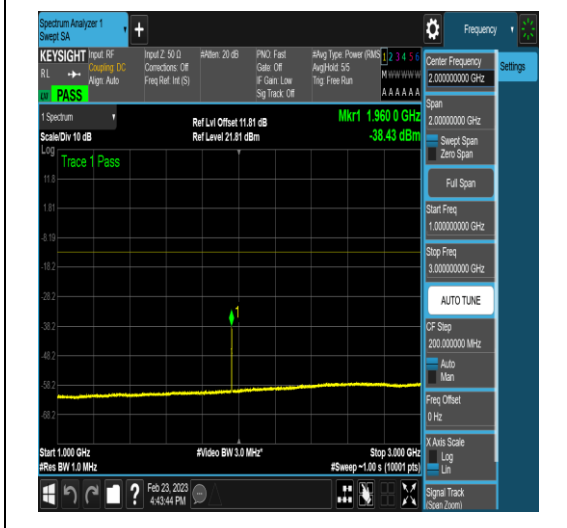 Spectrum Analyzer 1
Swept SA
+
Frequency
KEYSIGHT
RL
PASS
Input: RF
Coupling: DC
Align: Auto
Input Z: 50 Ω
Corrections: Off
Freq Ref: Int (S)
#Atten: 20 dB
PNO: Fast
Gate: Off
IF Gain: Low
Sig Track: Off
#Avg Type: Power (RMS
Avg|Hold: 5/5
Trig: Free Run
1 2 3 4 5 6
M W W W W W
A A A A A A
Settings
1 Spectrum
Scale/Div 10 dB
Ref Lvl Offset 11.81 dB
Ref Level 21.81 dBm
Mkr1 1.960 0 GHz
-38.43 dBm
Log
Trace 1 Pass
11.8
1.81
-8.19
-18.2
-28.2
-38.2
-48.2
-58.2
-68.2
1
Start 1.000 GHz
#Res BW 1.0 MHz
#Video BW 3.0 MHz*
Stop 3.000 GHz
#Sweep ~1.00 s (10001 pts)
Center Frequency
2.000000000 GHz
Span
2.00000000 GHz
Swept Span
Zero Span
Full Span
Start Freq
1.000000000 GHz
Stop Freq
3.000000000 GHz
AUTO TUNE
CF Step
200.000000 MHz
Auto
Man
Freq Offset
0 Hz
X Axis Scale
Log
Lin
Signal Track
(Span Zoom)
?
Feb 23, 2023
4:43:44 PM